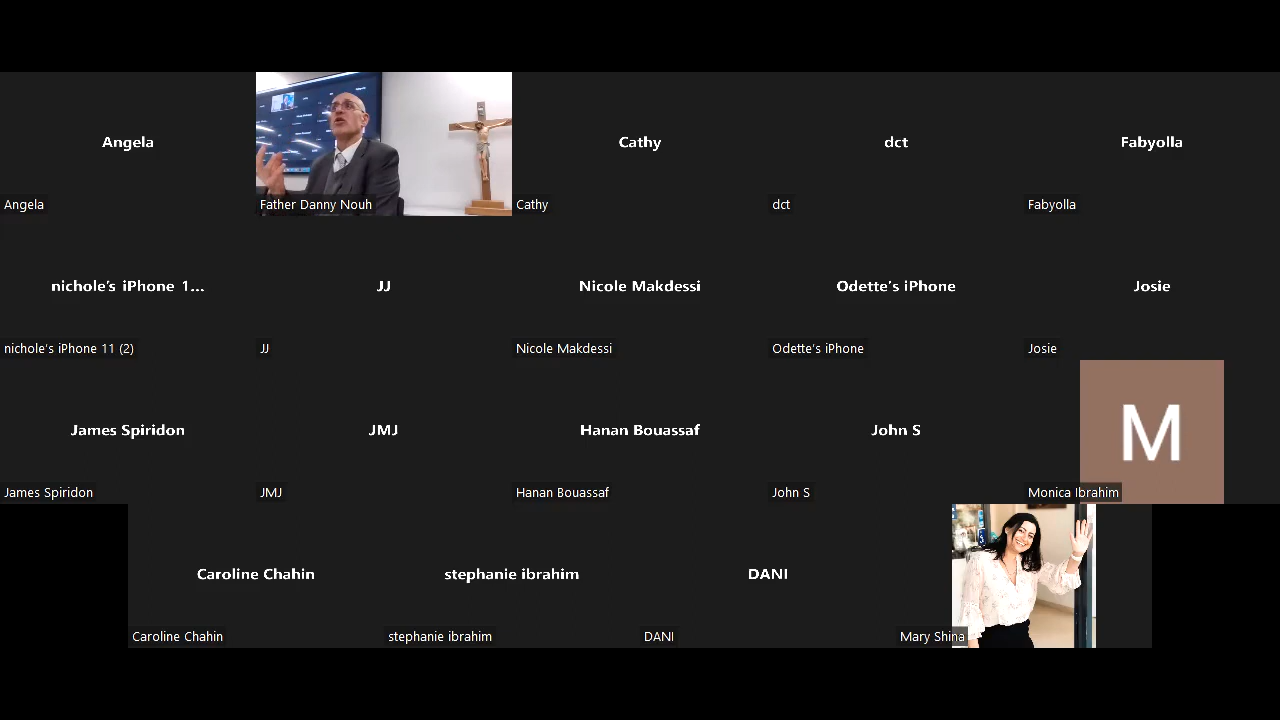 Angela
Cathy
dct
Fabyolla
Angela
Father Danny Nouh
Cathy
dct
Fabyolla
nichole's iPhone 1...
JJ
Nicole Makdessi
Odette's iPhone
Josie
nichole's iPhone 11 (2)
JJ
Nicole Makdessi
Odette's iPhone
Josie
James Spiridon
JMJ
Hanan Bouassaf
John S
M
James Spiridon
JMJ
Hanan Bouassaf
John S
Monica Ibrahim
Caroline Chahin
stephanie ibrahim
DANI
Caroline Chahin
stephanie ibrahim
DANI
Mary Shina